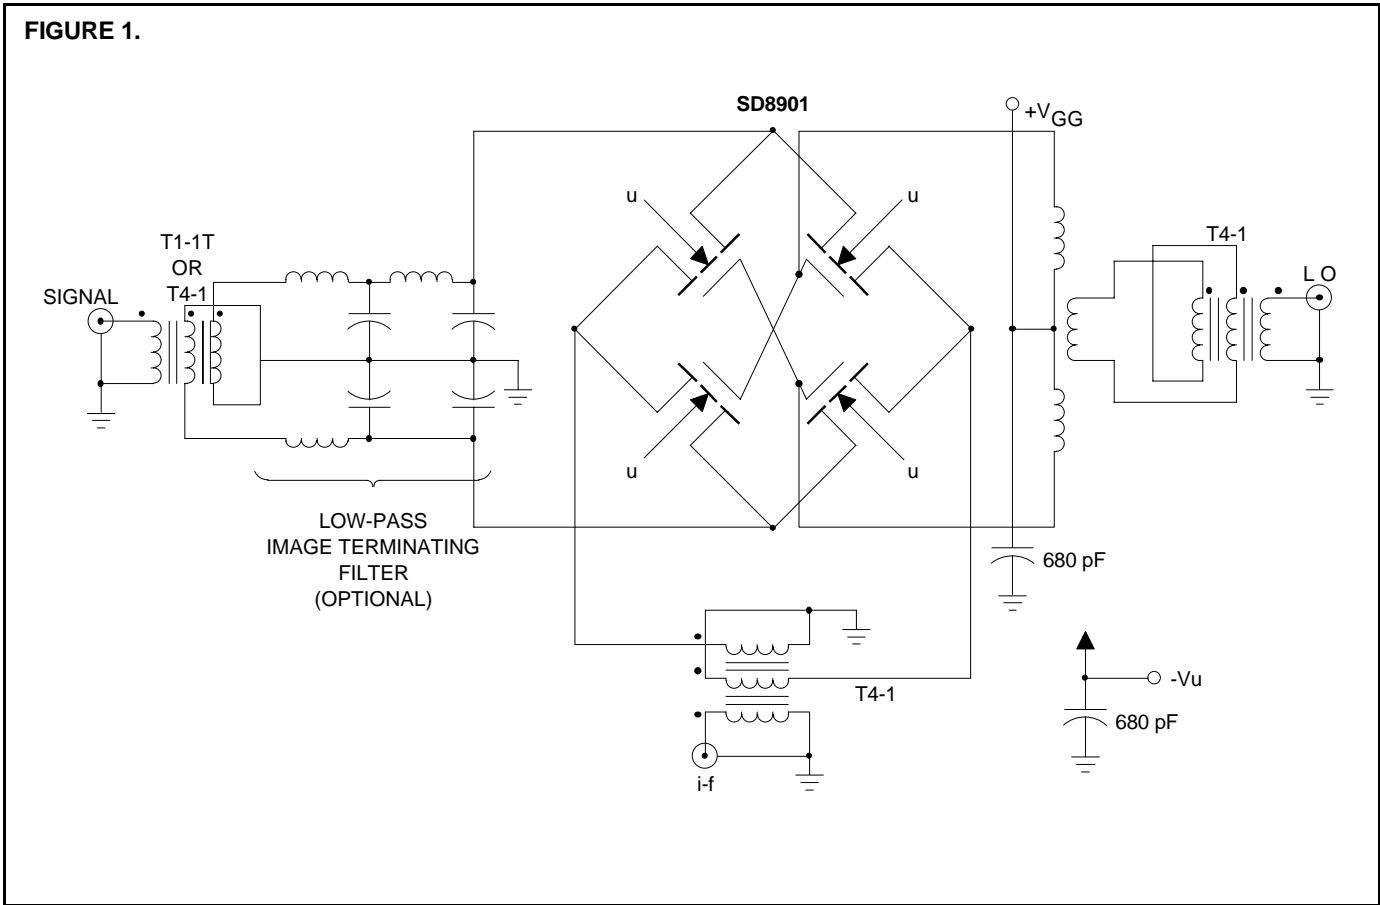 FIGURE 1.
SD8901
+VGG
u
u
T1-1T
OR
T4-1
T4-1
SIGNAL
L O
u
u
LOW-PASS
IMAGE TERMINATING
FILTER
(OPTIONAL)
680 pF
T4-1
-Vu
680 pF
i-f